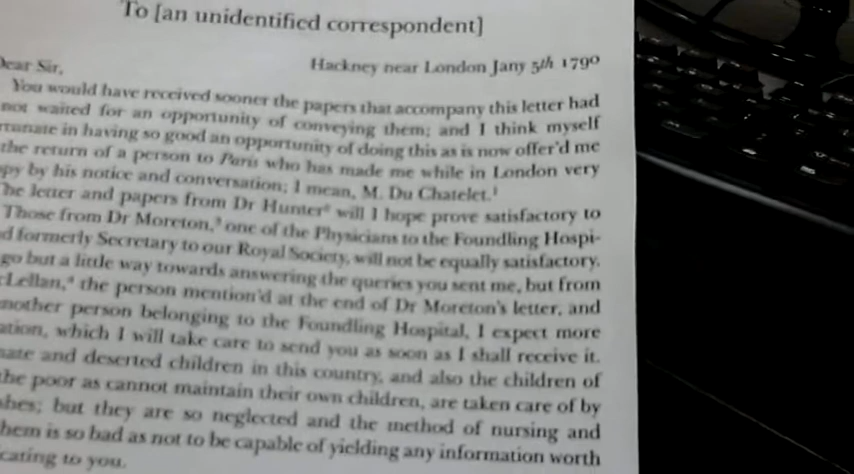 To [an unidentified correspondent]
Dear Sir,
Hackney near London Jany 5th 1790
You would have received sooner the papers that accompany this letter had
not waited for an opportunity of conveying them; and I think myself
rtunate in having so good an opportunity of doing this as is now offer'd me
the return of a person to Paris who has made me while in London very
ppy by his notice and conversation; I mean, M. Du Chatelet.¹
The letter and papers from Dr Hunter² will I hope prove satisfactory to
Those from Dr Moreton,³ one of the Physicians to the Foundling Hospi-
d formerly Secretary to our Royal Society, will not be equally satisfactory.
go but a little way towards answering the queries you sent me, but from
cLellan,⁴ the person mention'd at the end of Dr Moreton's letter, and
nother person belonging to the Foundling Hospital, I expect more
ation, which I will take care to send you as soon as I shall receive it.
nate and deserted children in this country, and also the children of
the poor as cannot maintain their own children, are taken care of by
shes; but they are so neglected and the method of nursing and
hem is so bad as not to be capable of yielding any information worth
cating to you.